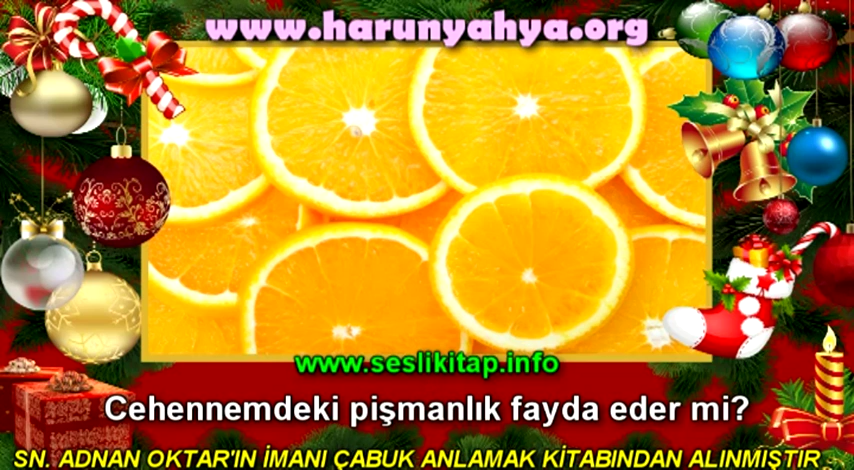 www.harunyahya.org
www.seslikitap.info
Cehennemdeki pişmanlık fayda eder mi?
SN. ADNAN OKTAR'IN İMANI ÇABUK ANLAMAK KİTABINDAN ALINMIŞTIR